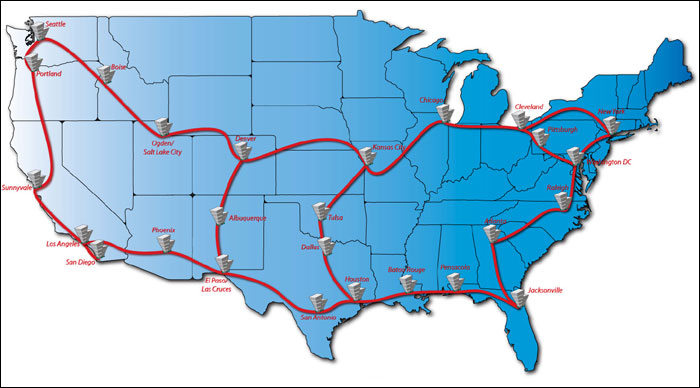 Seattle
Portland
Boise
Ogden/
Salt Lake City
Denver
Kansas City
Chicago
Cleveland
New York
Pittsburgh
Washington DC
Sunnyvale
Raleigh
Los Angeles
San Diego
Phoenix
Albuquerque
Tulsa
Atlanta
Dallas
El Paso/
Las Cruces
San Antonio
Houston
Baton Rouge
Pensacola
Jacksonville